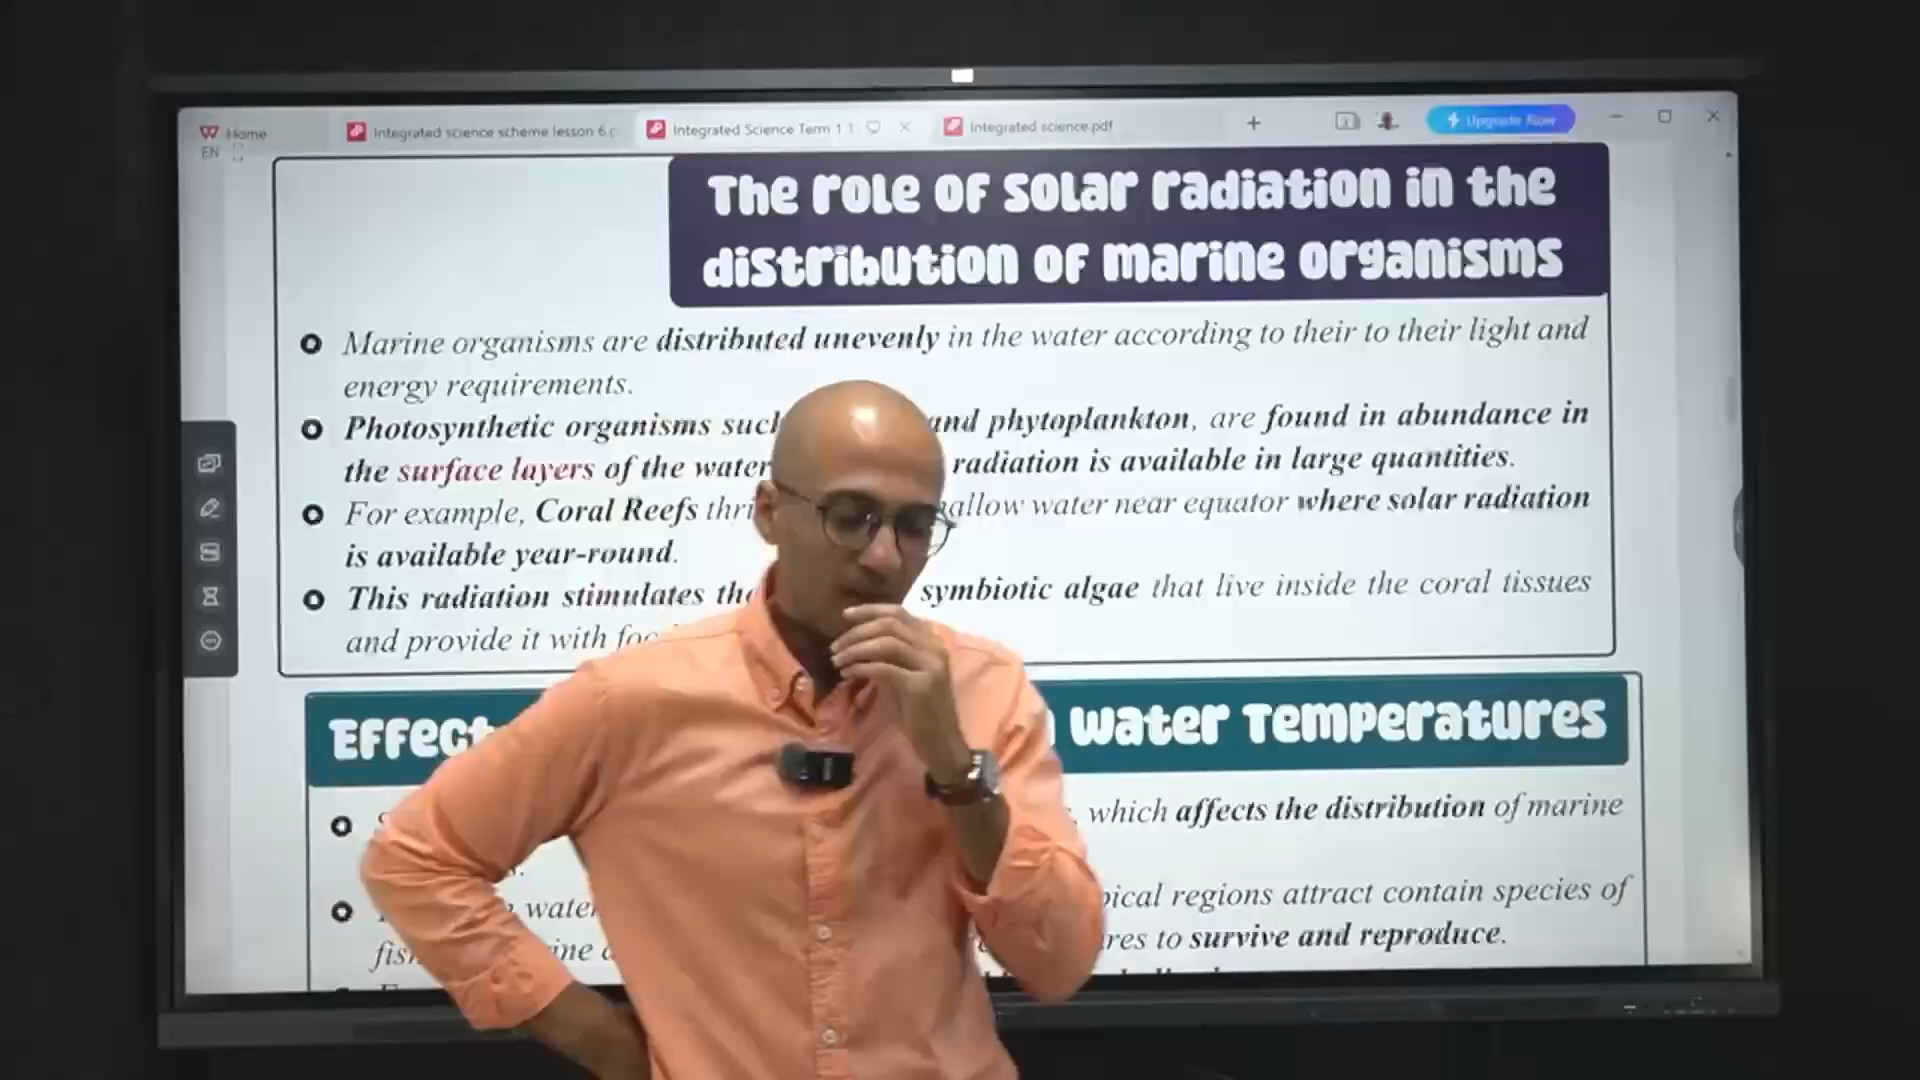 Home
Integrated science scheme lesson 6.p
Integrated Science Term 1 1
Integrated science.pdf
Upgrade Now
EN
The role of solar radiation in the
distribution of marine organisms
Marine organisms are distributed unevenly in the water according to their to their light and
energy requirements.
Photosynthetic organisms such and phytoplankton, are found in abundance in
the surface layers of the water radiation is available in large quantities.
For example, Coral Reefs water near equator where solar radiation
is available year-round.
This radiation stimulates the symbiotic algae that live inside the coral tissues
and provide it with
Effect Water Temperatures
, which affects the distribution of marine
water regions attract contain species of
to survive and reproduce.